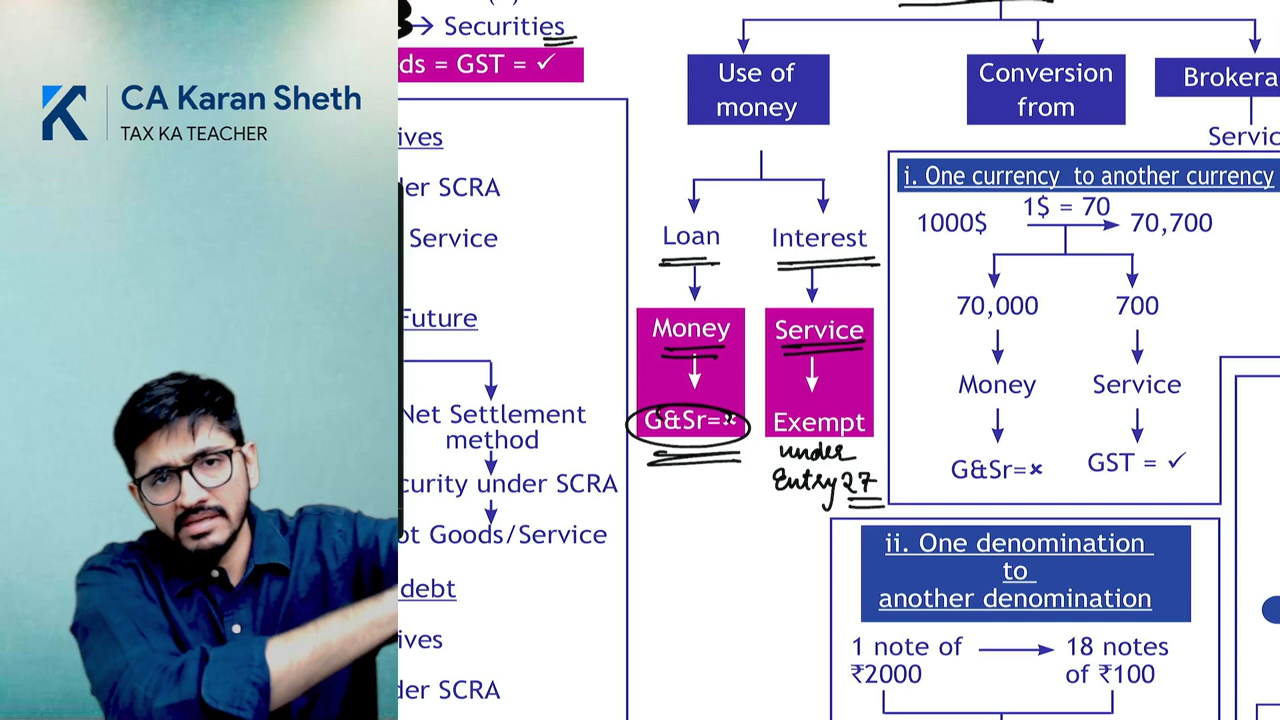 CA Karan Sheth
TAX KA TEACHER
→ Securities
ds = GST = ✓
ives
der SCRA
Service
Future
Net Settlement
method
curity under SCRA
ot Goods/Service
debt
ives
der SCRA
Use of
money
Loan
Interest
Money
G&Sr=×
Service
Exempt
under
Entry 27
Conversion
from
Brokera
Servic
i. One currency to another currency
1000$
1$ = 70
70,700
70,000
700
Money
Service
G&Sr=×
GST = ✓
ii. One denomination
to
another denomination
1 note of
₹2000
18 notes
of ₹100